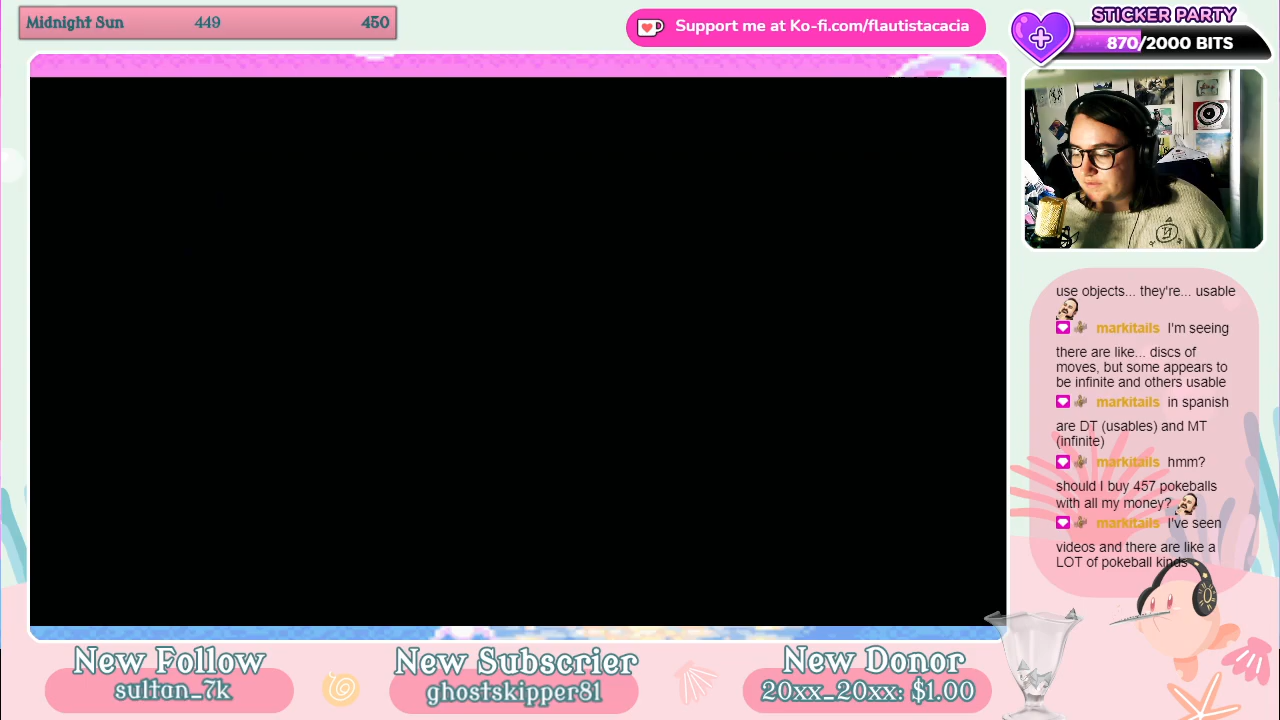 Midnight Sun 449 450
Support me at Ko-fi.com/flautistacacia
STICKER PARTY
870/2000 BITS
use objects... they're... usable
markitails I'm seeing
there are like... discs of
moves, but some appears to
be infinite and others usable
markitails in spanish
are DT (usables) and MT
(infinite)
markitails hmm?
should I buy 457 pokeballs
with all my money?
markitails I've seen
videos and there are like a
LOT of pokeball kinds
New Follow
sultan_7k
New Subscrier
ghostskipper81
New Donor
20xx_20xx: $1.00